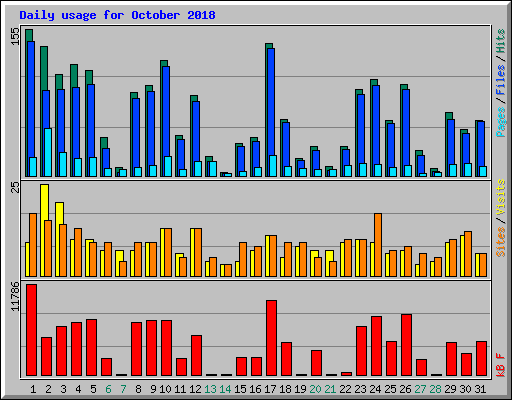 Daily usage for October 2018
155
Pages / Files / Hits
25
Sites / Visits
11786
kB F
1 2 3 4 5 6 7 8 9 10 11 12 13 14 15 16 17 18 19 20 21 22 23 24 25 26 27 28 29 30 31